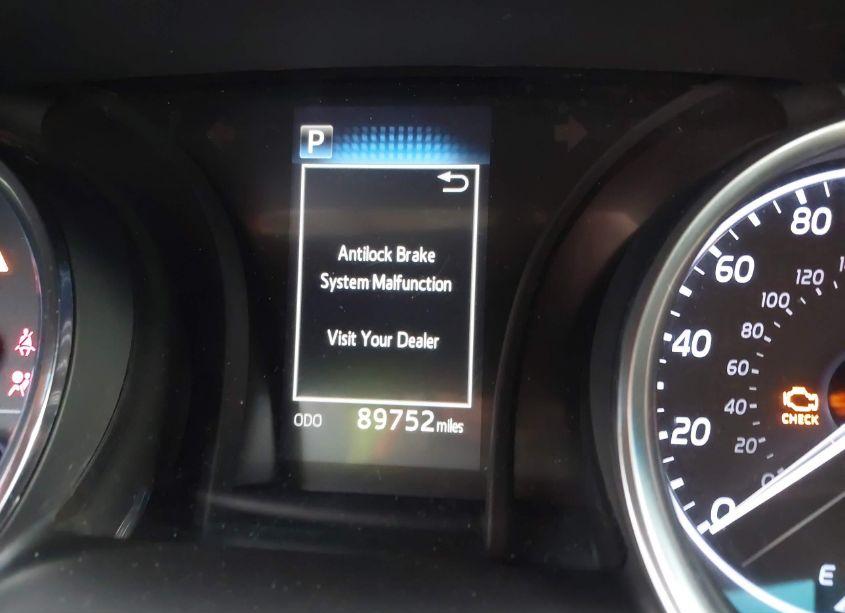 P
Antilock Brake
System Malfunction
Visit Your Dealer
ODO 89752 miles
80
60
40
20
0
120
100
80
60
40
20
0
CHECK
E